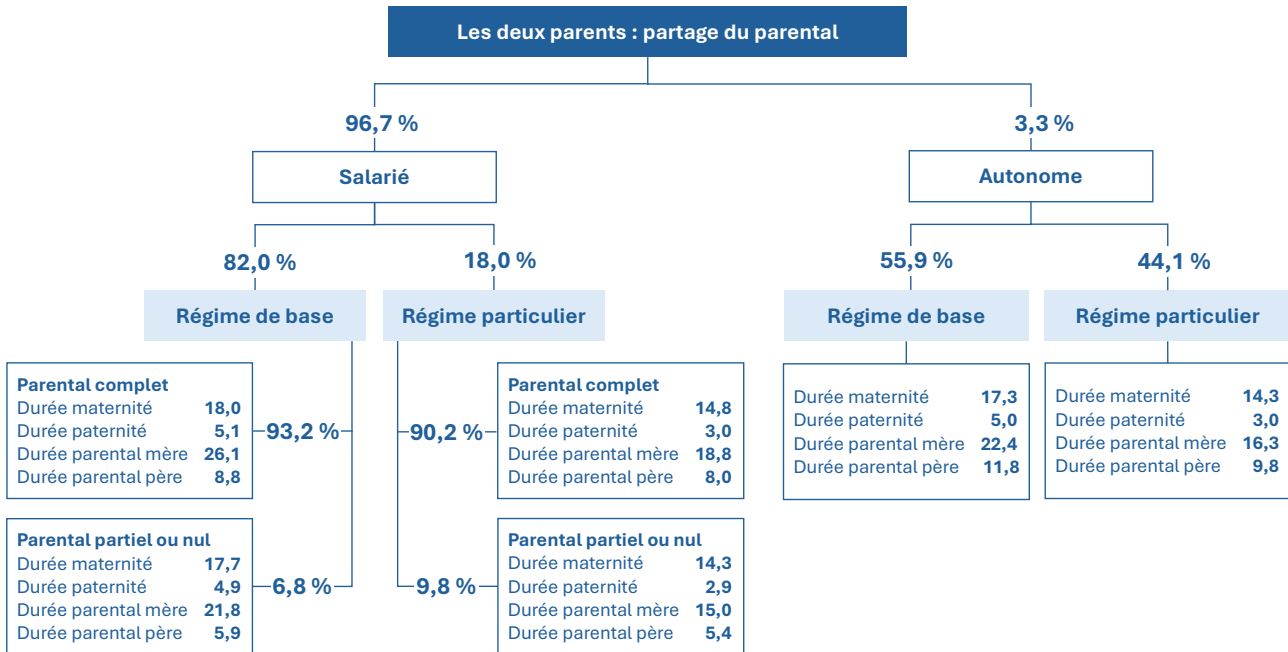 Les deux parents : partage du parental
96,7 %
3,3 %
Salarié
Autonome
82,0 %
18,0 %
55,9 %
44,1 %
Régime de base
Régime particulier
Régime de base
Régime particulier
Parental complet
Durée maternité 18,0
Durée paternité 5,1
Durée parental mère 26,1
Durée parental père 8,8
93,2 %
90,2 %
Parental complet
Durée maternité 14,8
Durée paternité 3,0
Durée parental mère 18,8
Durée parental père 8,0
Durée maternité 17,3
Durée paternité 5,0
Durée parental mère 22,4
Durée parental père 11,8
Durée maternité 14,3
Durée paternité 3,0
Durée parental mère 16,3
Durée parental père 9,8
Parental partiel ou nul
Durée maternité 17,7
Durée paternité 4,9
Durée parental mère 21,8
Durée parental père 5,9
6,8 %
9,8 %
Parental partiel ou nul
Durée maternité 14,3
Durée paternité 2,9
Durée parental mère 15,0
Durée parental père 5,4